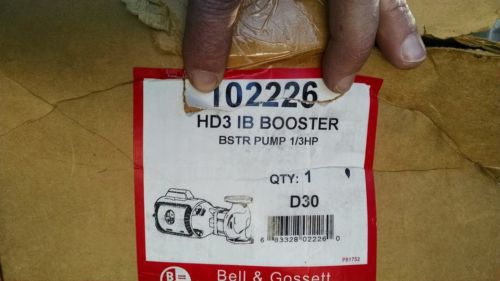 102226
HD3 IB BOOSTER
BSTR PUMP 1/3HP
QTY: 1
D30
6 83328 02226 0
P81752
B
Bell & Gossett